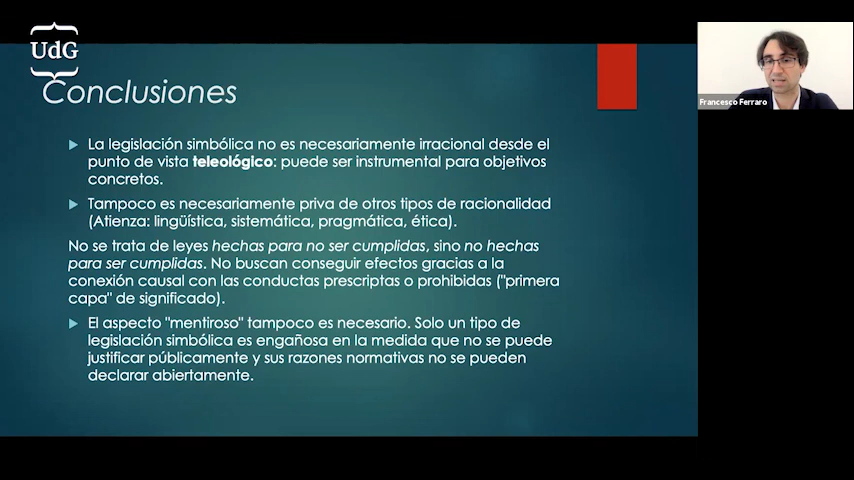 UdG
Conclusiones
La legislación simbólica no es necesariamente irracional desde el
punto de vista teleológico: puede ser instrumental para objetivos
concretos.
Tampoco es necesariamente priva de otros tipos de racionalidad
(Atienza: lingüística, sistemática, pragmática, ética).
No se trata de leyes hechas para no ser cumplidas, sino no hechas
para ser cumplidas. No buscan conseguir efectos gracias a la
conexión causal con las conductas prescriptas o prohibidas ("primera
capa" de significado).
El aspecto "mentiroso" tampoco es necesario. Solo un tipo de
legislación simbólica es engañosa en la medida que no se puede
justificar públicamente y sus razones normativas no se pueden
declarar abiertamente.
Francesco Ferraro